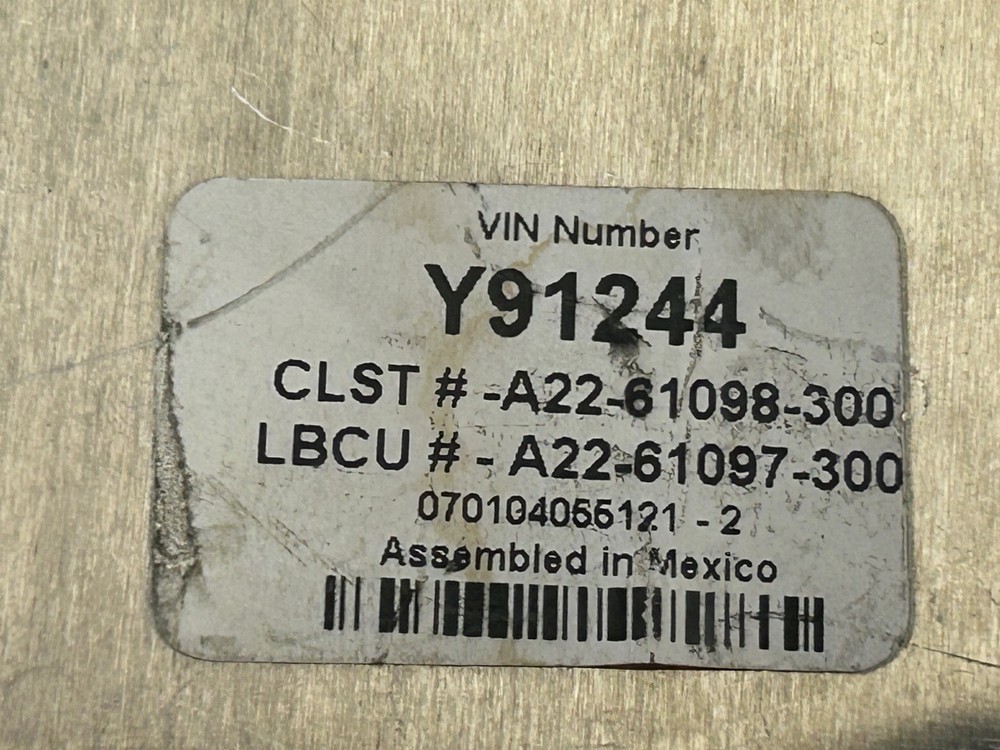 VIN Number
Y91244
CLST # -A22-61098-300
LBCU # - A22-61097-300
070104055121 - 2
Assembled in Mexico